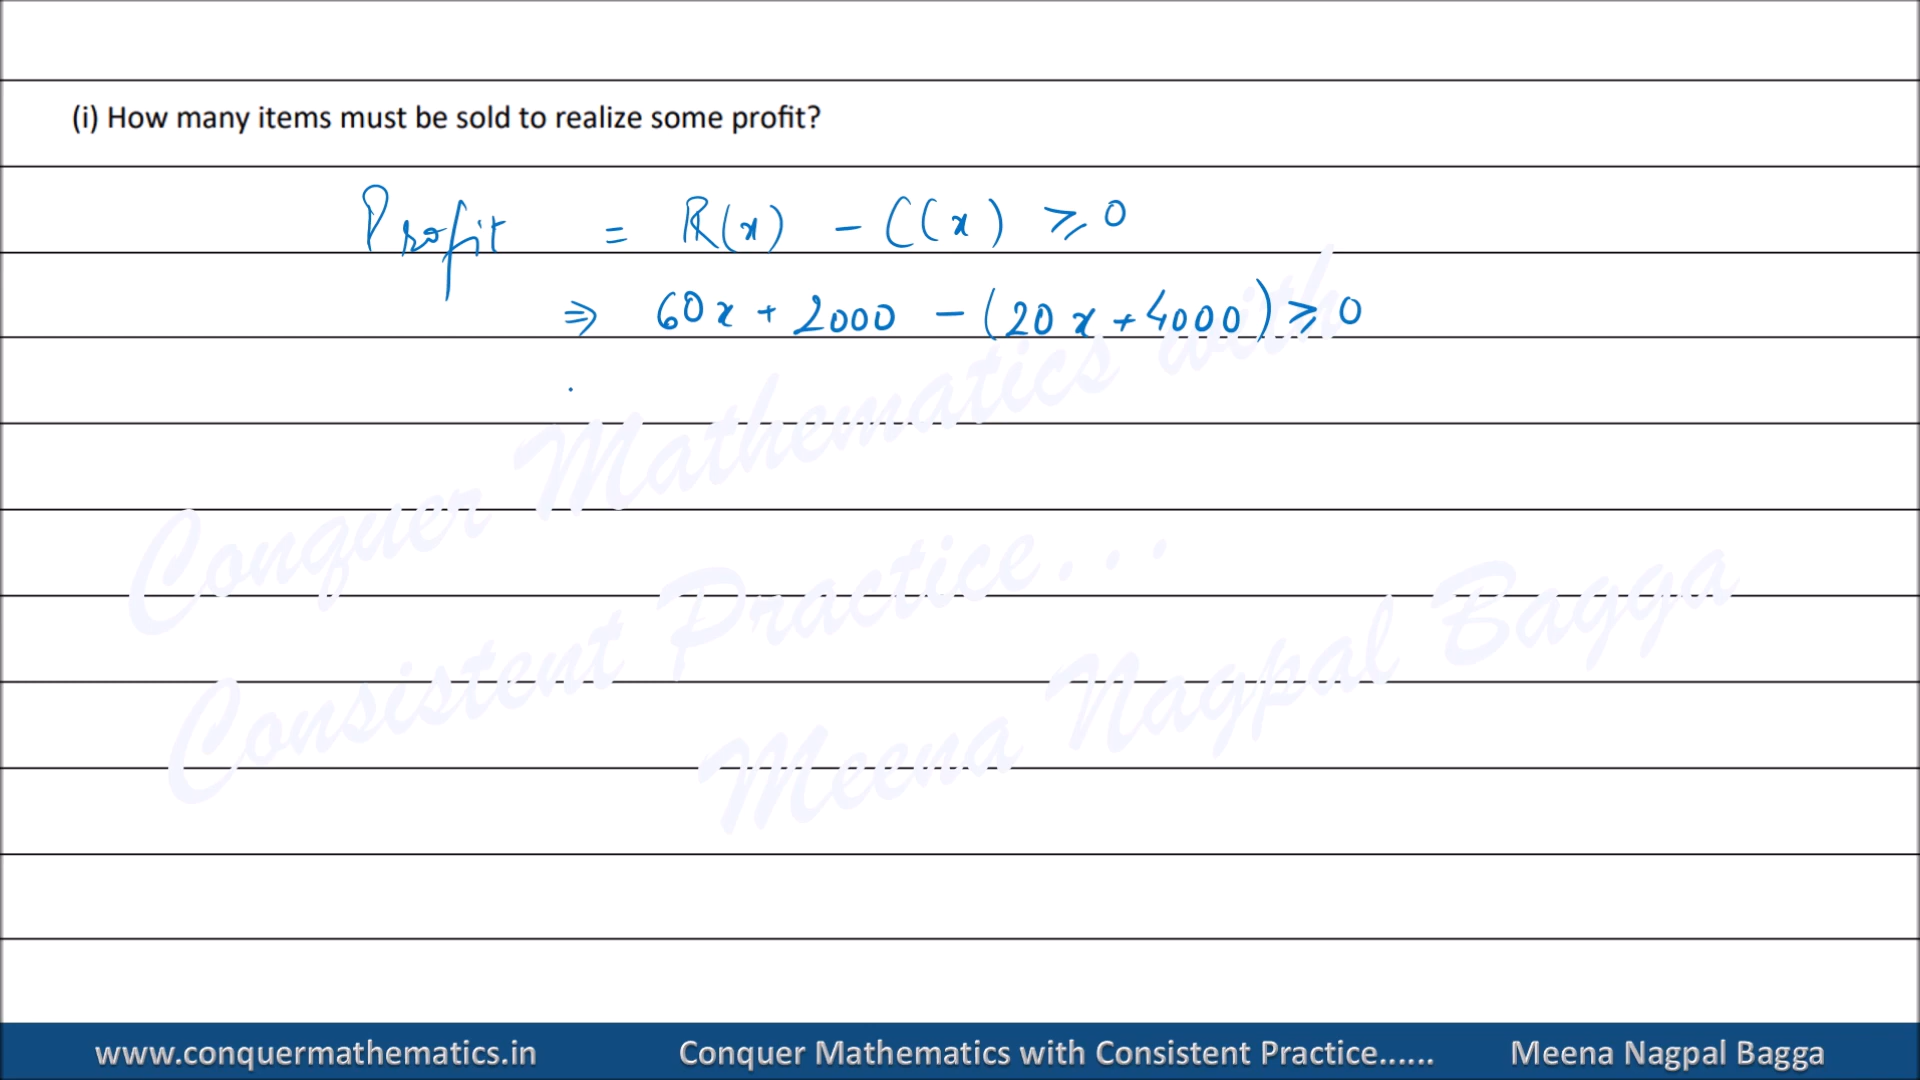 (i) How many items must be sold to realize some profit?
Profit = R(x) - C(x) ⩾ 0
⇒ 60x + 2000 - (20x + 4000) ⩾ 0
Conquer Mathematics with
Consistent Practice...
Meena Nagpal Bagga
www.conquermathematics.in Conquer Mathematics with Consistent Practice...... Meena Nagpal Bagga